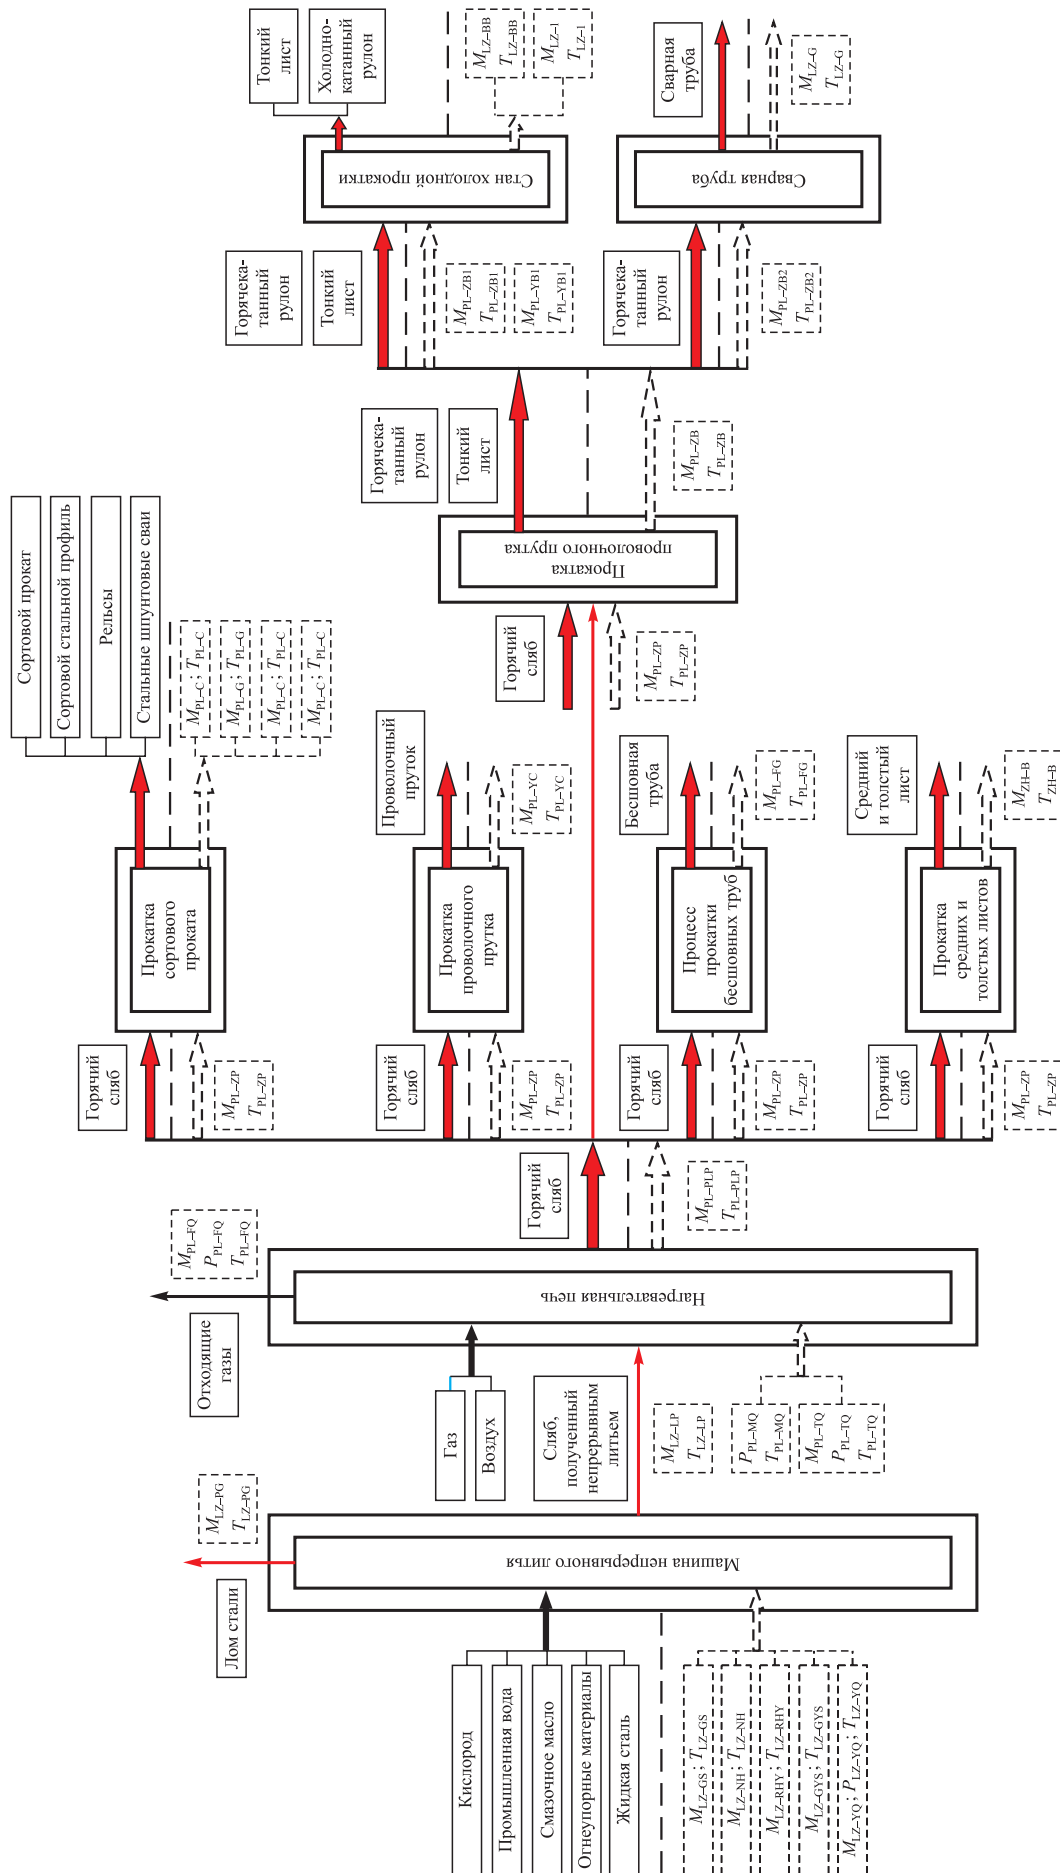 Кислород
Промышленная вода
Смазочное масло
Огнеупорные материалы
Жидкая сталь
M_LZ–GS; T_LZ–GS
M_LZ–NH; T_LZ–NH
M_LZ–RHY; T_LZ–RHY
M_LZ–GYS; T_LZ–GYS
M_LZ–YQ; P_LZ–YQ; T_LZ–YQ
Лом стали
M_LZ–PG
T_LZ–PG
Машина непрерывного литья
Сляб,
полученный
непрерывным
литьем
M_LZ–LP
T_LZ–LP
Газ
Воздух
P_PL–MQ
T_PL–MQ
M_PL–TQ
P_PL–TQ
T_PL–TQ
Отходящие
газы
M_PL–FQ
P_PL–FQ
T_PL–FQ
Нагревательная печь
Горячий
сляб
M_PL–PLP
T_PL–PLP
Горячий
сляб
M_PL–ZP
T_PL–ZP
Прокатка
сортового
проката
Сортовой прокат
Сортовой стальной профиль
Рельсы
Стальные шпунтовые сваи
M_PL–C; T_PL–C
M_PL–G; T_PL–G
M_PL–C; T_PL–C
M_PL–C; T_PL–C
Горячий
сляб
M_PL–ZP
T_PL–ZP
Прокатка
проволочного
прутка
Проволочный
пруток
M_PL–YC
T_PL–YC
Горячий
сляб
M_PL–ZP
T_PL–ZP
Процесс
прокатки
бесшовных труб
Бесшовная
труба
M_PL–FG
T_PL–FG
Горячий
сляб
M_PL–ZP
T_PL–ZP
Прокатка
средних и
толстых листов
Средний
и толстый
лист
M_ZH–B
T_ZH–B
Горячий
сляб
M_PL–ZP
T_PL–ZP
Прокатка
проволочного прутка
Горячека-
танный
рулон
Тонкий
лист
M_PL–ZB
T_PL–ZB
Горячека-
танный
рулон
Тонкий
лист
M_PL–ZB1
T_PL–ZB1
M_PL–YB1
T_PL–YB1
Стан холодной прокатки
Тонкий
лист
Холодно-
катанный
рулон
M_LZ–BB
T_LZ–BB
M_LZ–1
T_LZ–1
Горячека-
танный
рулон
M_PL–ZB2
T_PL–ZB2
Сварная труба
Сварная
труба
M_LZ–G
T_LZ–G